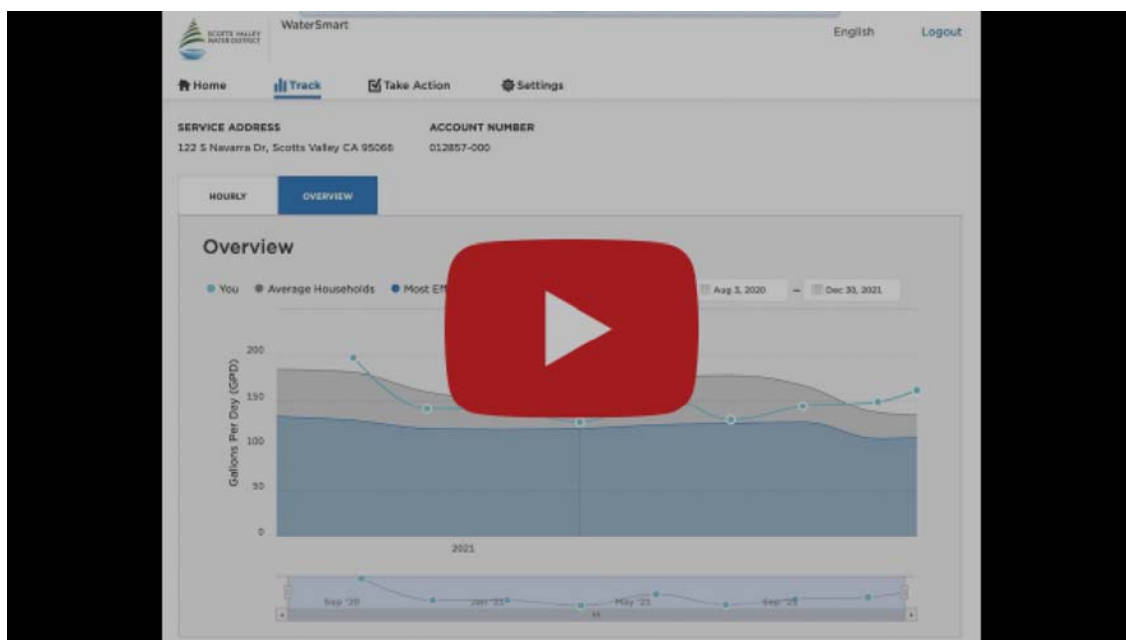 SCOTTS VALLEY
WATER DISTRICT
WaterSmart
English
Logout
Home
Track
Take Action
Settings
SERVICE ADDRESS
ACCOUNT NUMBER
122 S Navarra Dr, Scotts Valley CA 95066
012857-000
HOURLY
OVERVIEW
Overview
You
Average Households
Most Eff
Aug 3, 2020
–
Dec 30, 2021
Gallons Per Day (GPD)
200
150
100
50
0
2021
Sep '20
Jan '21
May '21
Sep '21